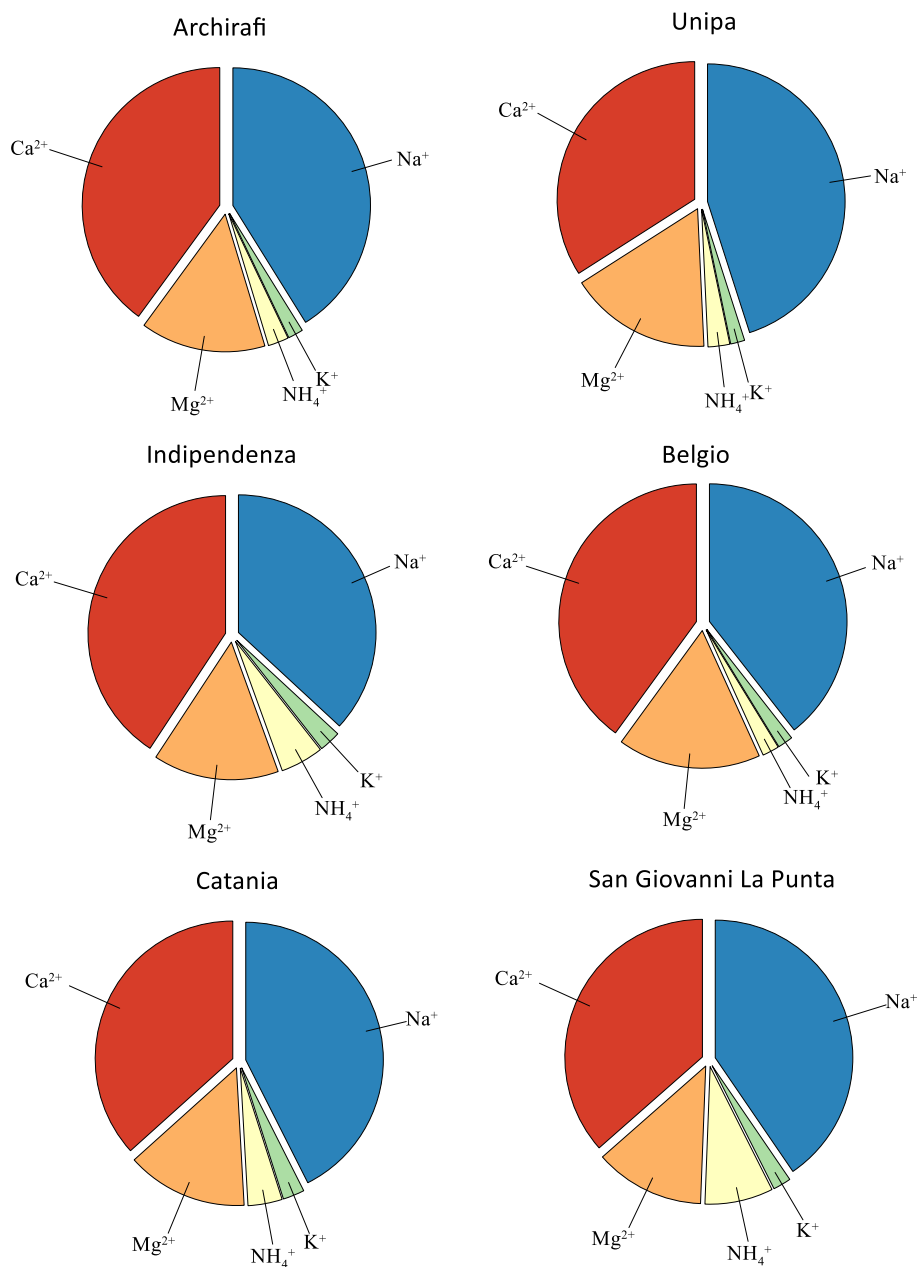 Archirafi
Ca²⁺
Na⁺
Mg²⁺
NH₄⁺
K⁺
Unipa
Ca²⁺
Na⁺
Mg²⁺
NH₄⁺
K⁺
Indipendenza
Ca²⁺
Na⁺
Mg²⁺
NH₄⁺
K⁺
Belgio
Ca²⁺
Na⁺
Mg²⁺
NH₄⁺
K⁺
Catania
Ca²⁺
Na⁺
Mg²⁺
NH₄⁺
K⁺
San Giovanni La Punta
Ca²⁺
Na⁺
Mg²⁺
NH₄⁺
K⁺